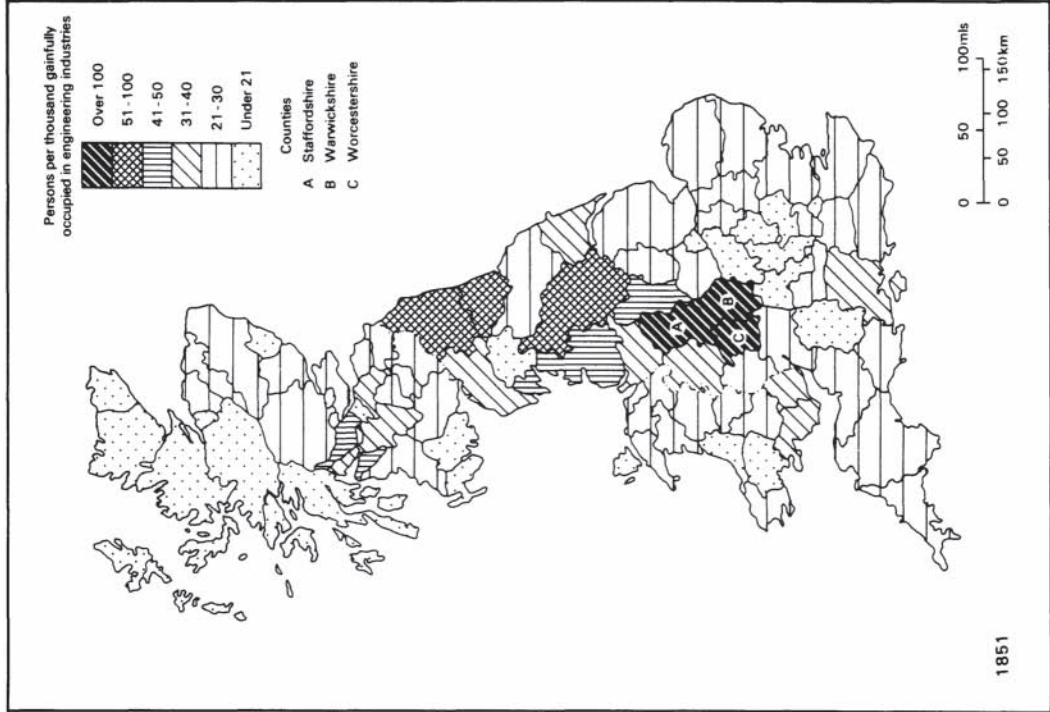 Persons per thousand gainfully
occupied in engineering industries
Over 100
51-100
41-50
31-40
21-30
Under 21
Counties
A Staffordshire
B Warwickshire
C Worcestershire
A
B
C
0 50 100mls
0 50 100 150km
1851